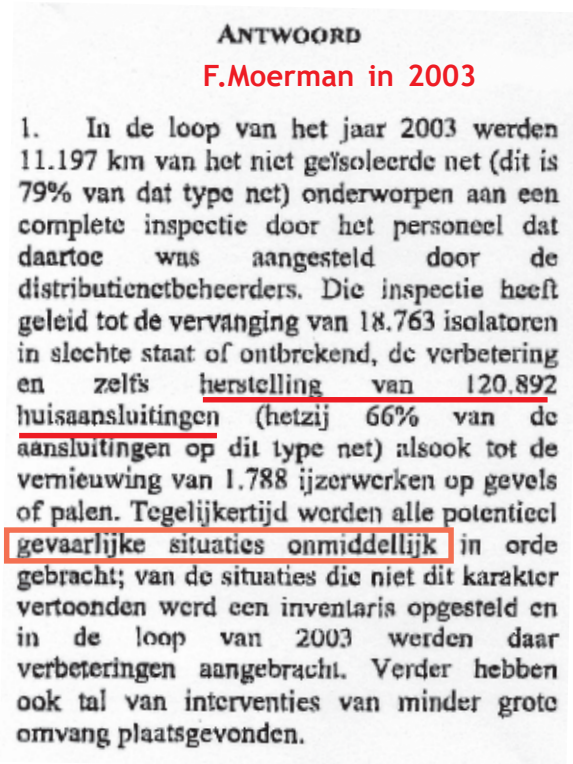 ANTWOORD
F.Moerman in 2003
1. In de loop van het jaar 2003 werden
11.197 km van het niet geïsoleerde net (dit is
79% van dat type net) onderworpen aan een
complete inspectie door het personeel dat
daartoe was aangesteld door de
distributienetbeheerders. Die inspectie heeft
geleid tot de vervanging van 18.763 isolatoren
in slechte staat of ontbrekend, de verbetering
en zelfs herstelling van 120.892
huisaansluitingen (hetzij 66% van de
aansluitingen op dit type net) alsook tot de
vernieuwing van 1.788 ijzerwerken op gevels
of palen. Tegelijkertijd werden alle potentieel
gevaarlijke situaties onmiddellijk in orde
gebracht; van de situaties die niet dit karakter
vertoonden werd een inventaris opgesteld en
in de loop van 2003 werden daar
verbeteringen aangebracht. Verder hebben
ook tal van interventies van minder grote
omvang plaatsgevonden.